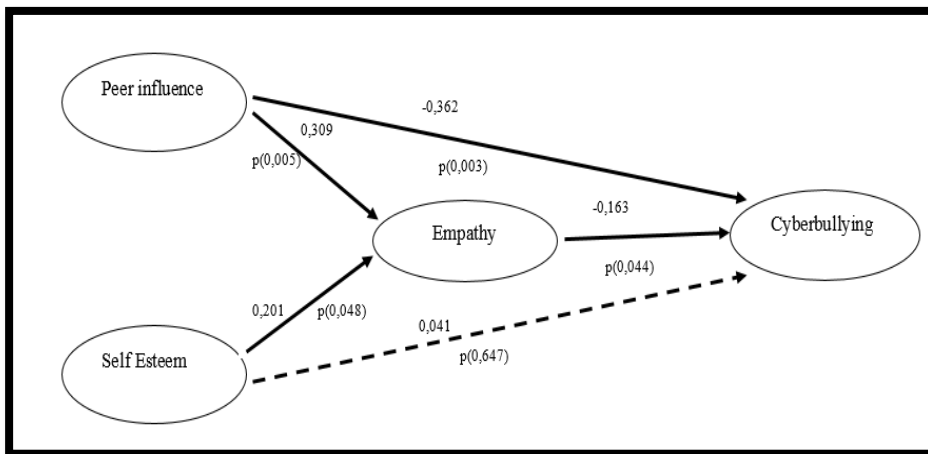 Peer influence
-0,362
0,309
p(0,005)
p(0,003)
-0,163
Empathy
Cyberbullying
p(0,044)
0,201
p(0,048)
0,041
Self Esteem
p(0,647)